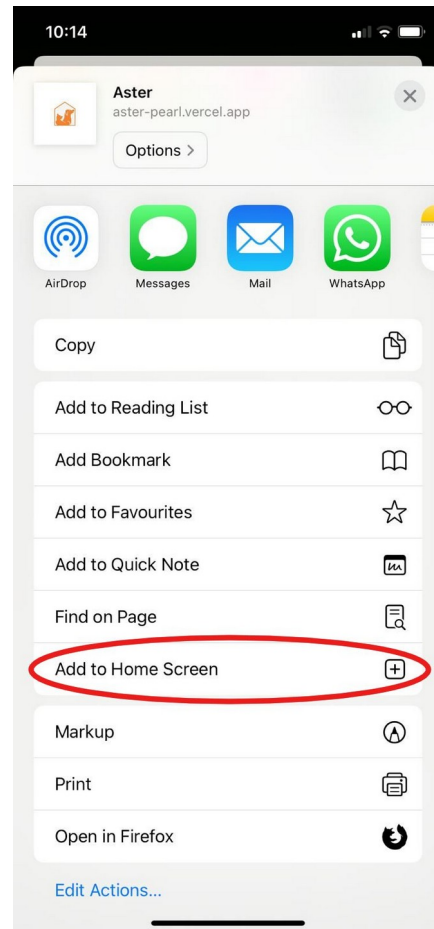 10:14
Aster
aster-pearl.vercel.app
Options >
AirDrop Messages Mail WhatsApp
Copy
Add to Reading List
Add Bookmark
Add to Favourites
Add to Quick Note
Find on Page
Add to Home Screen
Markup
Print
Open in Firefox
Edit Actions...